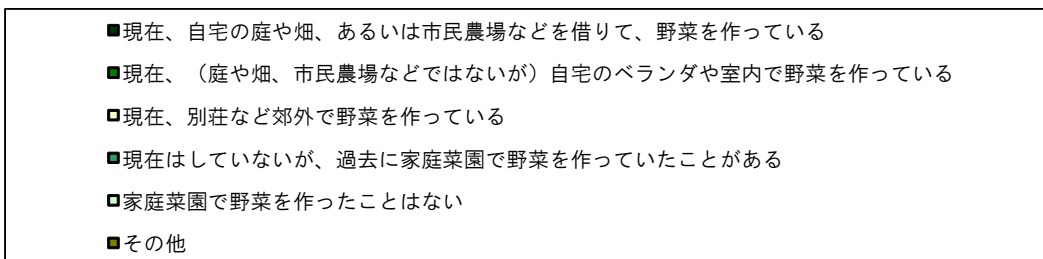 現在、自宅の庭や畑、あるいは市民農場などを借りて、野菜を作っている
現在、（庭や畑、市民農場などではないが）自宅のベランダや室内で野菜を作っている
現在、別荘など郊外で野菜を作っている
現在はしていないが、過去に家庭菜園で野菜を作っていたことがある
家庭菜園で野菜を作ったことはない
その他